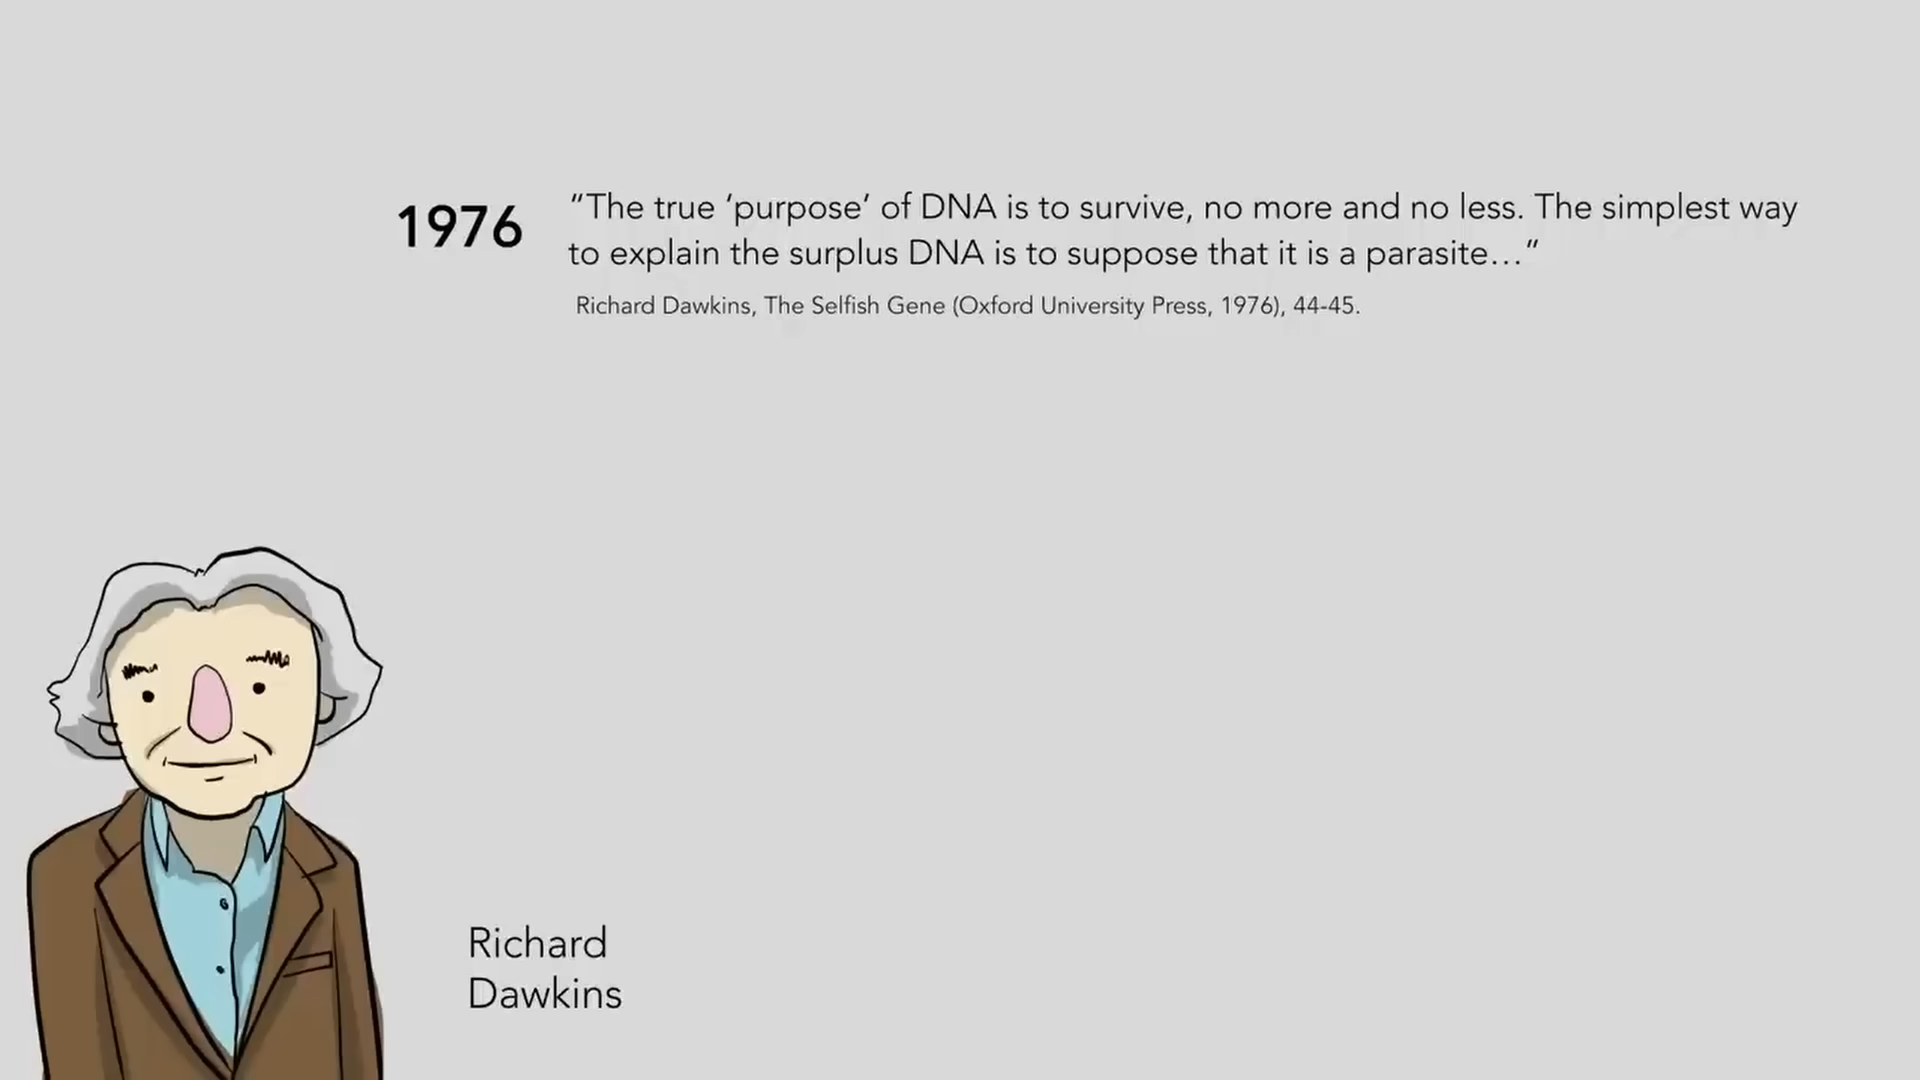 1976
“The true ‘purpose’ of DNA is to survive, no more and no less. The simplest way
to explain the surplus DNA is to suppose that it is a parasite…”
Richard Dawkins, The Selfish Gene (Oxford University Press, 1976), 44-45.
Richard
Dawkins